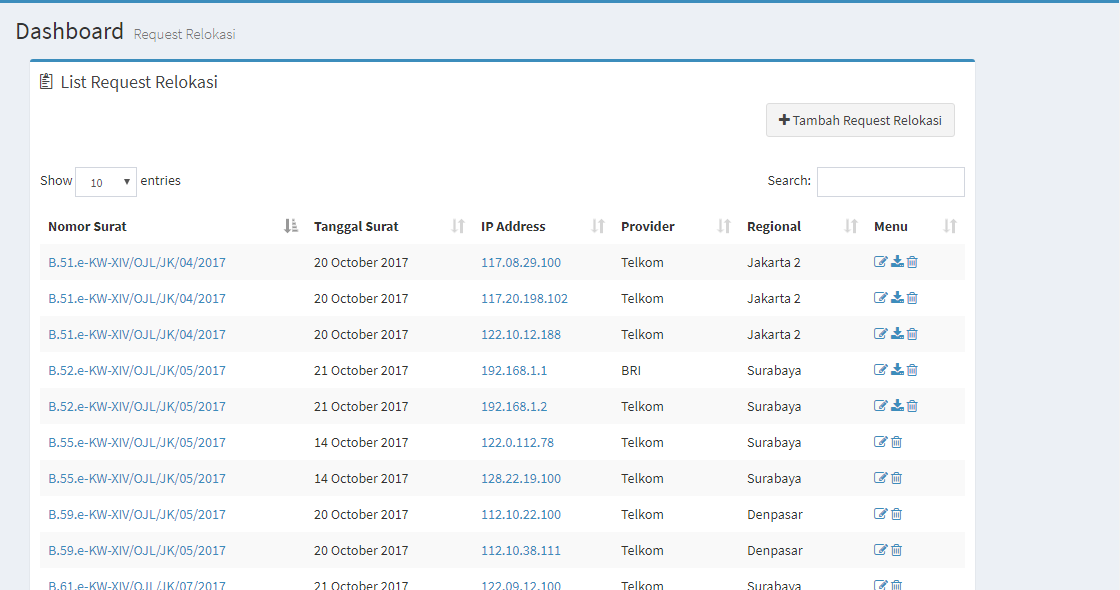 Dashboard Request Relokasi
List Request Relokasi
Tambah Request Relokasi
Show 10 entries Search:
Nomor Surat Tanggal Surat IP Address Provider Regional Menu
B.51.e-KW-XIV/OJL/JK/04/2017 20 October 2017 117.08.29.100 Telkom Jakarta 2
B.51.e-KW-XIV/OJL/JK/04/2017 20 October 2017 117.20.198.102 Telkom Jakarta 2
B.51.e-KW-XIV/OJL/JK/04/2017 20 October 2017 122.10.12.188 Telkom Jakarta 2
B.52.e-KW-XIV/OJL/JK/05/2017 21 October 2017 192.168.1.1 BRI Surabaya
B.52.e-KW-XIV/OJL/JK/05/2017 21 October 2017 192.168.1.2 Telkom Surabaya
B.55.e-KW-XIV/OJL/JK/05/2017 14 October 2017 122.0.112.78 Telkom Surabaya
B.55.e-KW-XIV/OJL/JK/05/2017 14 October 2017 128.22.19.100 Telkom Surabaya
B.59.e-KW-XIV/OJL/JK/05/2017 20 October 2017 112.10.22.100 Telkom Denpasar
B.59.e-KW-XIV/OJL/JK/05/2017 20 October 2017 112.10.38.111 Telkom Denpasar
B.61.e-KW-XIV/OJL/JK/07/2017 21 October 2017 122.09.12.100 Telkom Surabaya